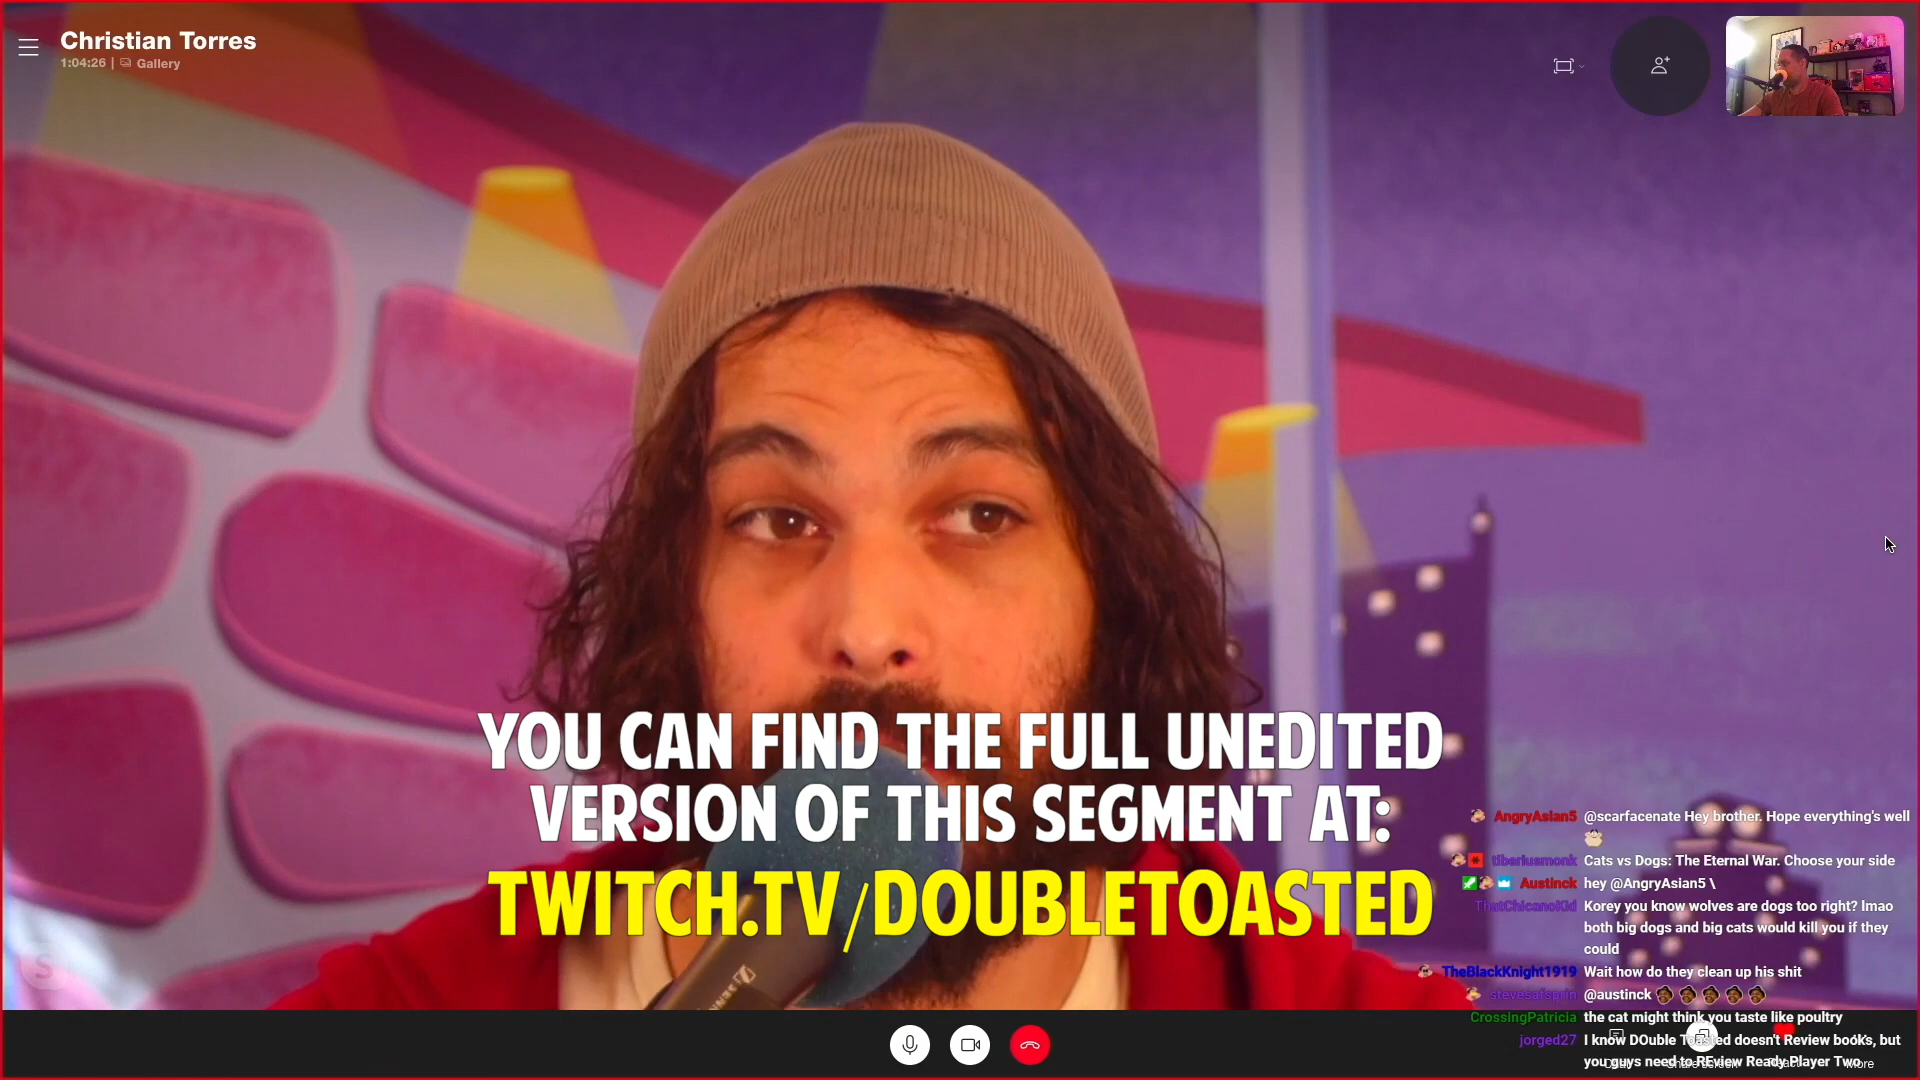 Christian Torres
1:04:26 | Gallery
YOU CAN FIND THE FULL UNEDITED
VERSION OF THIS SEGMENT AT:
TWITCH.TV/DOUBLETOASTED
AngryAsian5 @scarfacenate Hey brother. Hope everything's well
tiberiusmonk Cats vs Dogs: The Eternal War. Choose your side
Austinck hey @AngryAsian5 \
ThatChicanoKid Korey you know wolves are dogs too right? lmao
both big dogs and big cats would kill you if they
could
TheBlackKnight1919 Wait how do they clean up his shit
stevesafsprin @austinck
CrossingPatricia the cat might think you taste like poultry
jorged27 I know DOuble Toasted doesn't Review books, but
you guys need to REview Ready Player Two
More
S